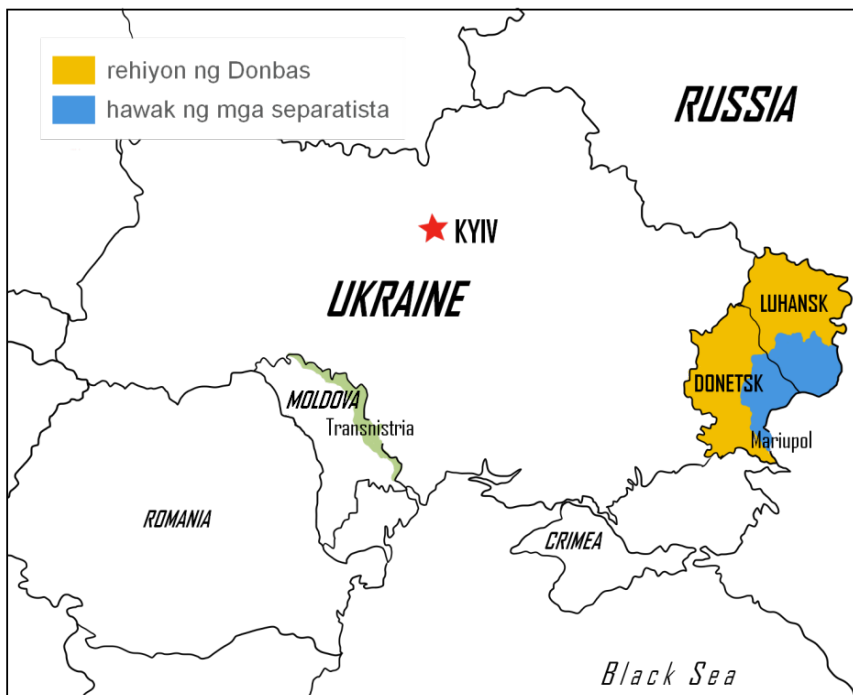 rehiyon ng Donbas
hawak ng mga separatista
RUSSIA
KYIV
UKRAINE
LUHANSK
DONETSK
MOLDOVA
Transnistria
Mariupol
ROMANIA
CRIMEA
Black Sea